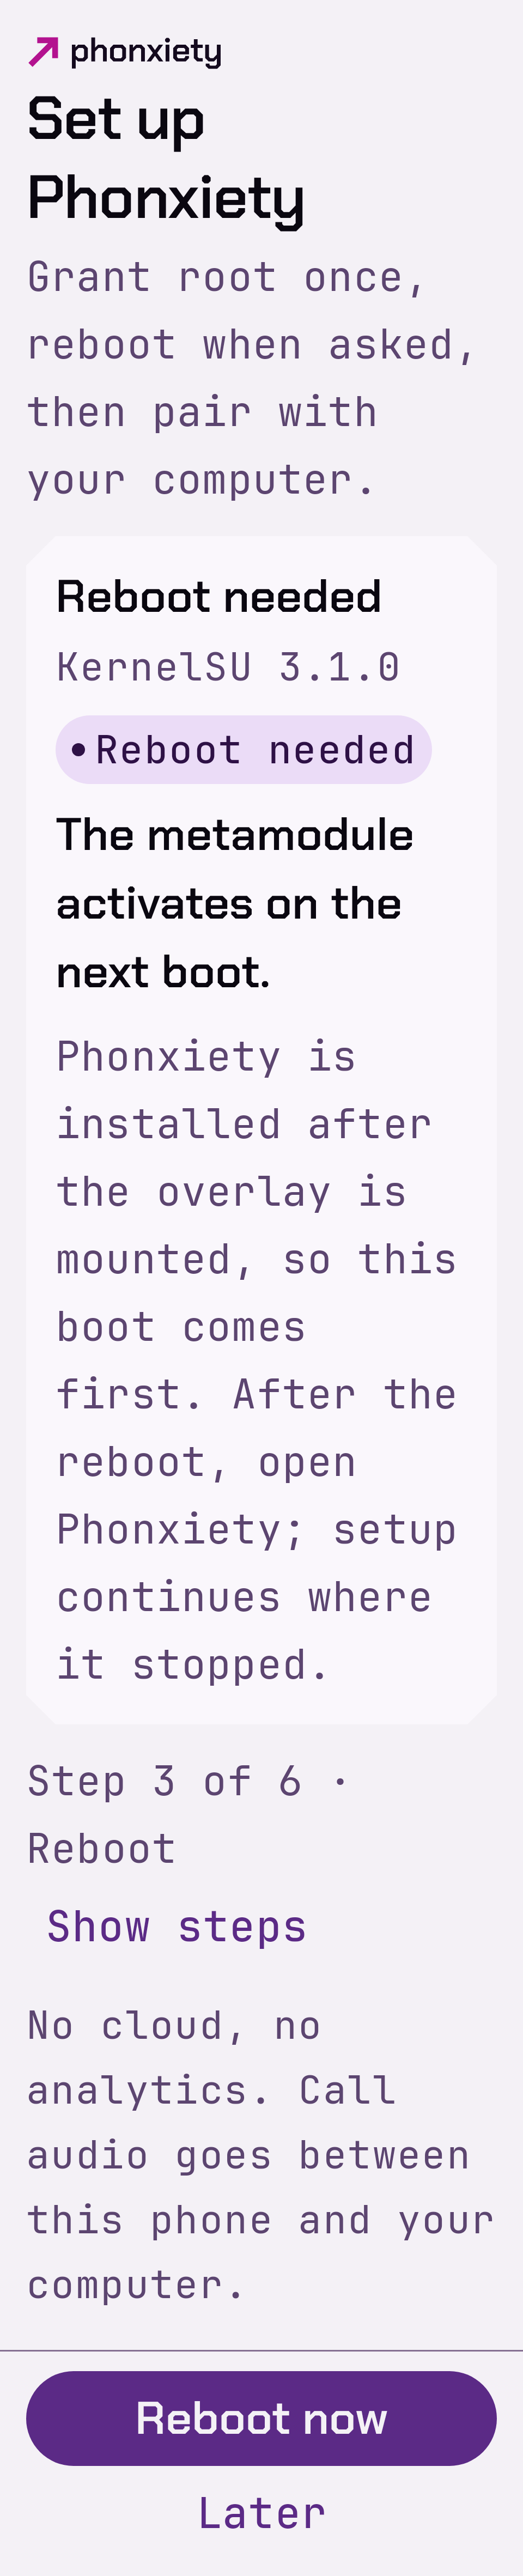 phonxiety
Set up
Phonxiety
Grant root once,
reboot when asked,
then pair with
your computer.
Reboot needed
KernelSU 3.1.0
• Reboot needed
The metamodule
activates on the
next boot.
Phonxiety is
installed after
the overlay is
mounted, so this
boot comes
first. After the
reboot, open
Phonxiety; setup
continues where
it stopped.
Step 3 of 6 ·
Reboot
Show steps
No cloud, no
analytics. Call
audio goes between
this phone and your
computer.
Reboot now
Later